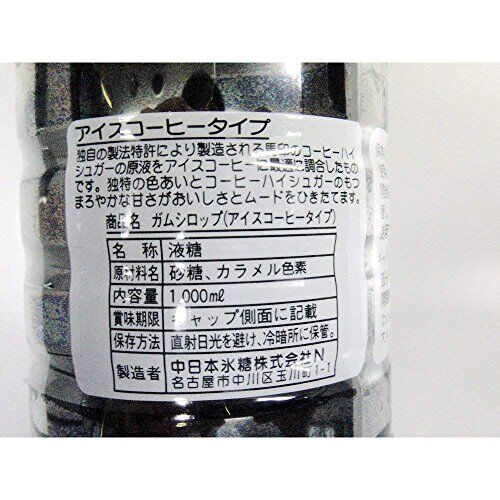 アイスコーヒータイプ
独自の製法特許により製造される馬印のコーヒーハイ
シュガーの原液をアイスコーヒーに最適に調合したもの
です。独特の色あいとコーヒーハイシュガーのもつ
まろやかな甘さがおいしさとムードをひきたてます。
商品名 ガムシロップ(アイスコーヒータイプ)
名 称 液糖
原材料名 砂糖、カラメル色素
内容量 1,000mℓ
賞味期限 キャップ側面に記載
保存方法 直射日光を避け、冷暗所に保管。
製造者 中日本氷糖株式会社N
名古屋市中川区玉川町1-1